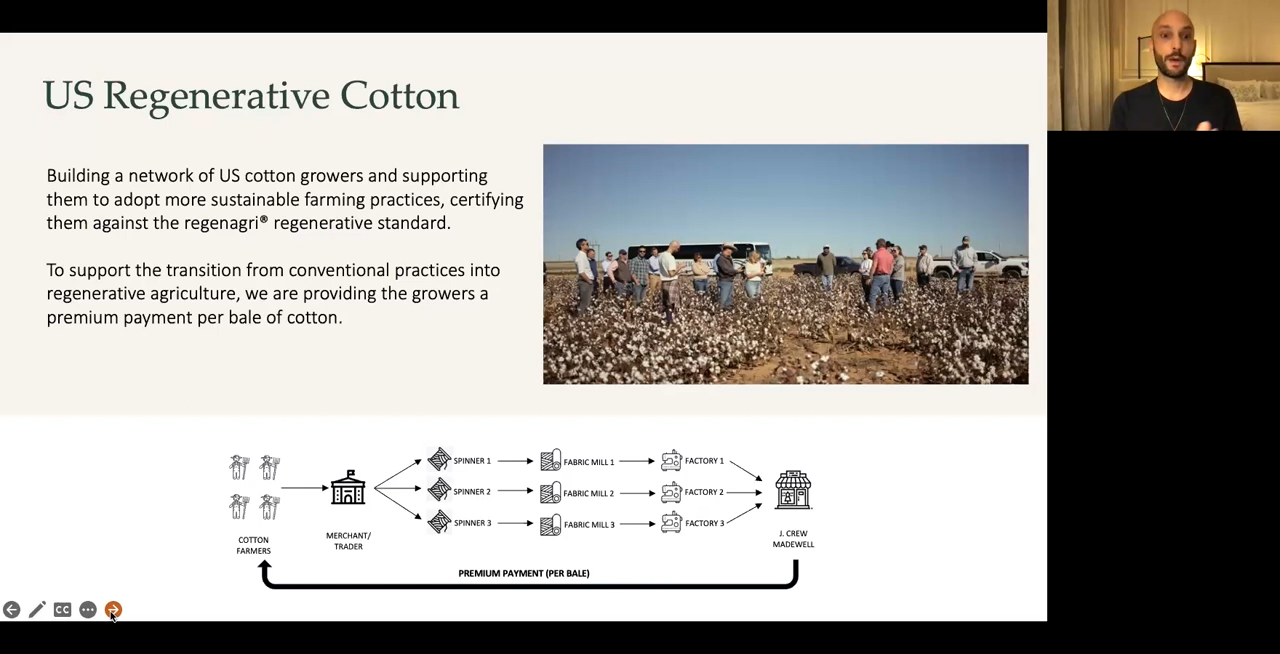 US Regenerative Cotton
Building a network of US cotton growers and supporting
them to adopt more sustainable farming practices, certifying
them against the regenagri® regenerative standard.
To support the transition from conventional practices into
regenerative agriculture, we are providing the growers a
premium payment per bale of cotton.
COTTON
FARMERS
MERCHANT/
TRADER
SPINNER 1
FABRIC MILL 1
FACTORY 1
SPINNER 2
FABRIC MILL 2
FACTORY 2
SPINNER 3
FABRIC MILL 3
FACTORY 3
J. CREW
MADEWELL
PREMIUM PAYMENT (PER BALE)
CC